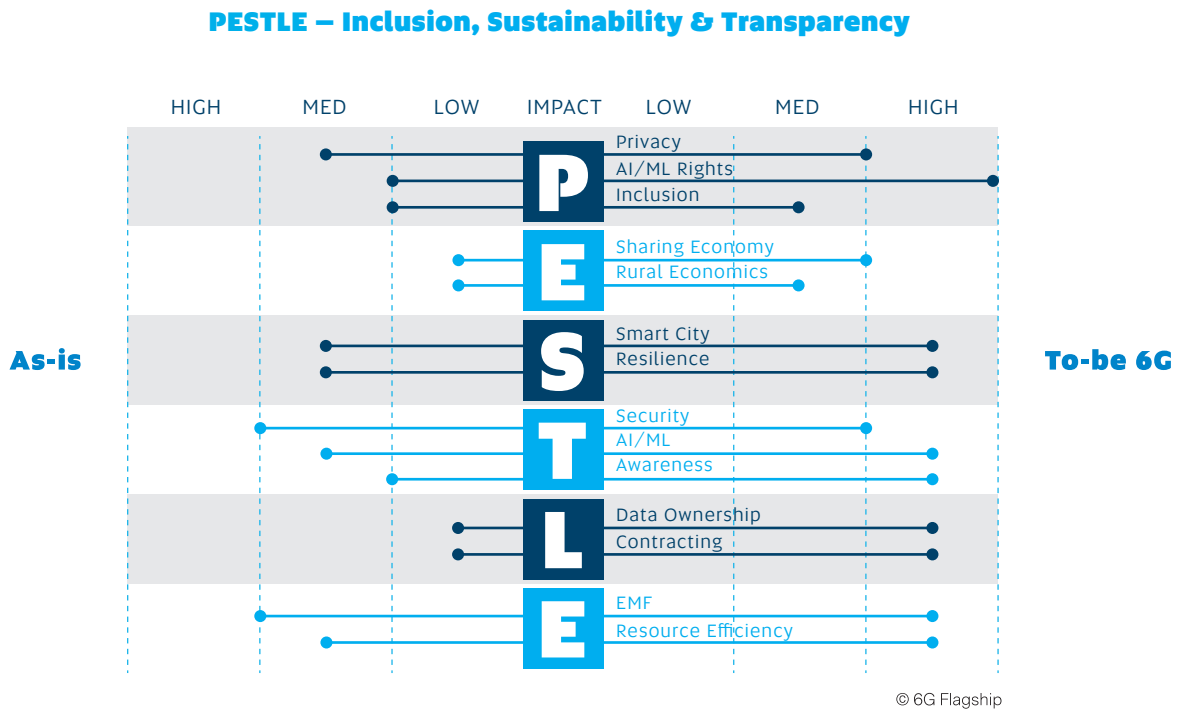 PESTLE – Inclusion, Sustainability & Transparency
HIGH MED LOW IMPACT LOW MED HIGH
P
Privacy
AI/ML Rights
Inclusion
E
Sharing Economy
Rural Economics
As-is
S
Smart City
Resilience
To-be 6G
T
Security
AI/ML
Awareness
L
Data Ownership
Contracting
E
EMF
Resource Efficiency
© 6G Flagship